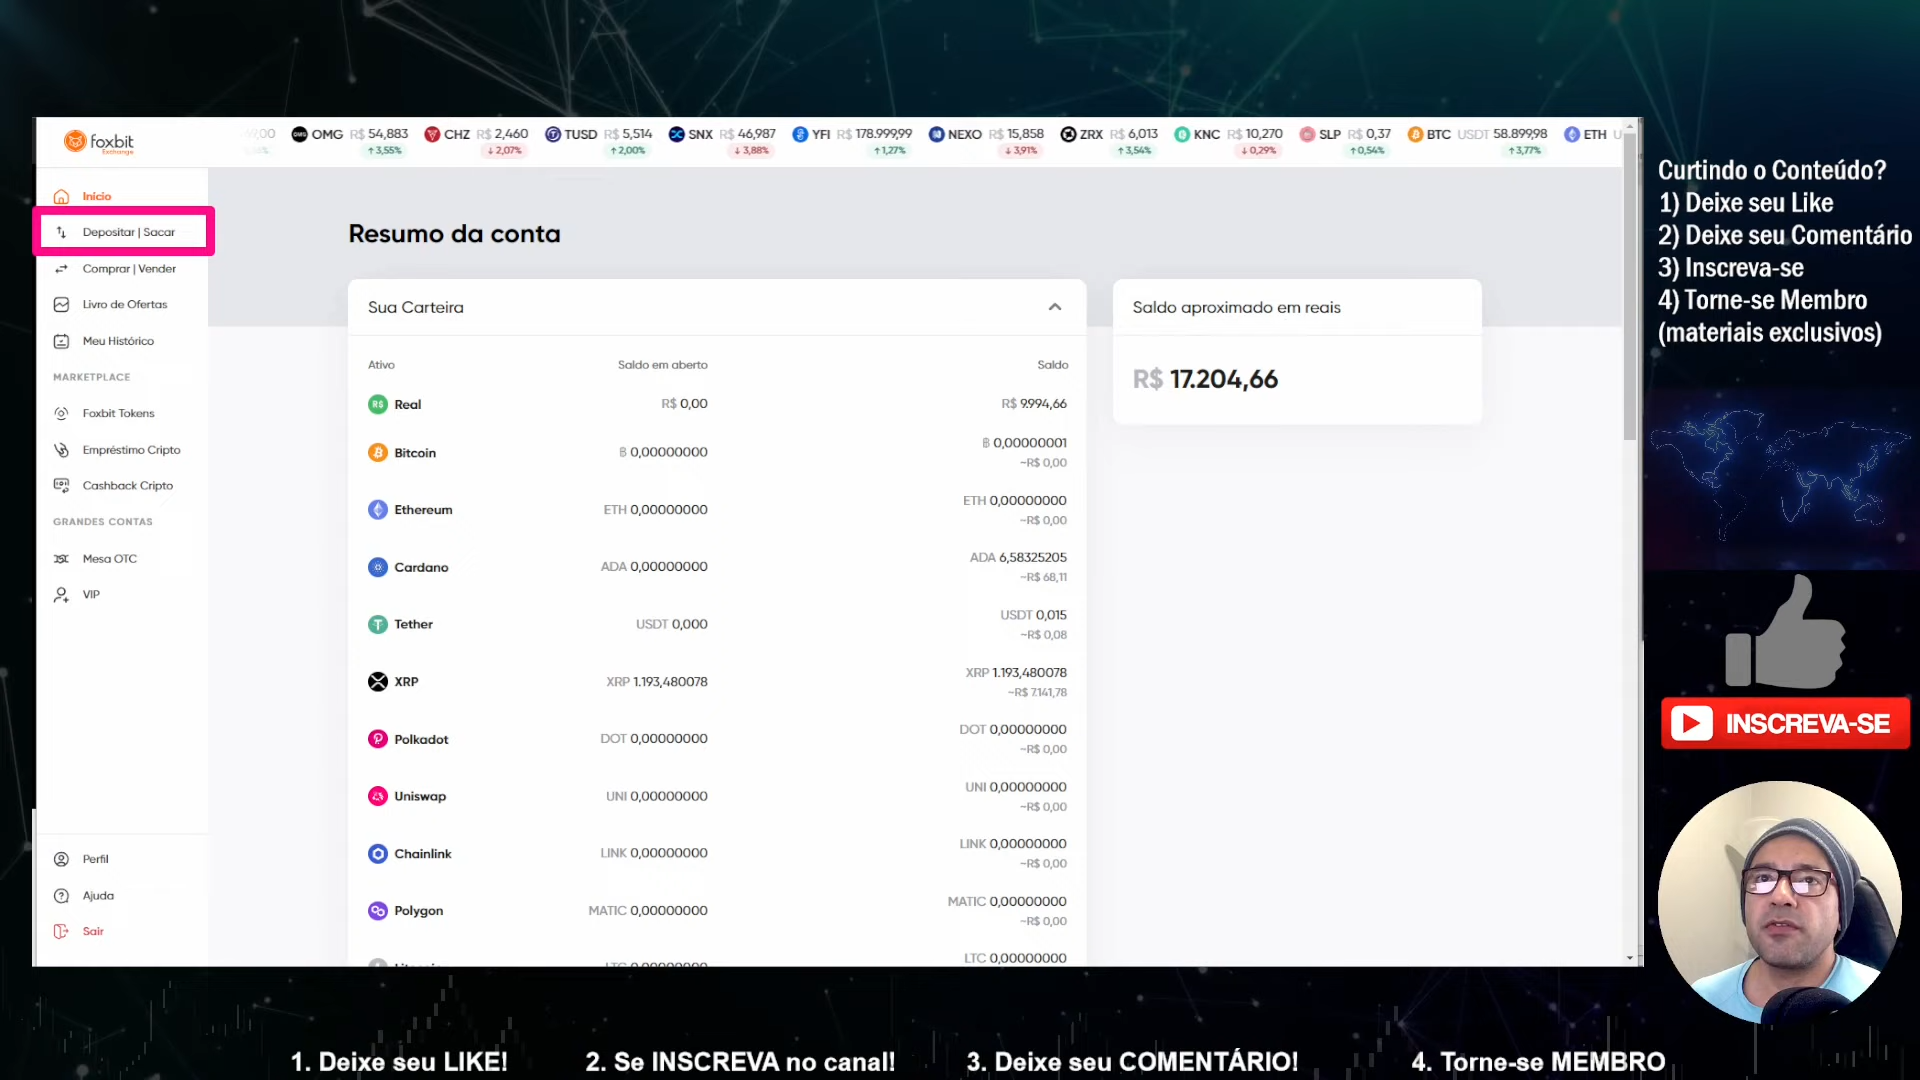 foxbit
Exchange
OMG R$ 54,883
↑3,55%
CHZ R$ 2,460
↓2,07%
TUSD R$ 5,514
↑2,00%
SNX R$ 46,987
↓3,88%
YFI R$ 178.999,99
↑1,27%
NEXO R$ 15,858
↓3,91%
ZRX R$ 6,013
↑3,54%
KNC R$ 10,270
↓0,29%
SLP R$ 0,37
↑0,54%
BTC USDT 58.899,98
↑3,77%
ETH
Início
Depositar | Sacar
Comprar | Vender
Livro de Ofertas
Meu Histórico
MARKETPLACE
Foxbit Tokens
Empréstimo Cripto
Cashback Cripto
GRANDES CONTAS
Mesa OTC
VIP
Perfil
Ajuda
Sair
Resumo da conta
Sua Carteira
Ativo Saldo em aberto Saldo
Real R$ 0,00 R$ 9.994,66
Bitcoin ฿ 0,00000000 ฿ 0,00000001
~R$ 0,00
Ethereum ETH 0,00000000 ETH 0,00000000
~R$ 0,00
Cardano ADA 0,00000000 ADA 6,58325205
~R$ 68,11
Tether USDT 0,000 USDT 0,015
~R$ 0,08
XRP XRP 1.193,480078 XRP 1.193,480078
~R$ 7.141,78
Polkadot DOT 0,00000000 DOT 0,00000000
~R$ 0,00
Uniswap UNI 0,00000000 UNI 0,00000000
~R$ 0,00
Chainlink LINK 0,00000000 LINK 0,00000000
~R$ 0,00
Polygon MATIC 0,00000000 MATIC 0,00000000
~R$ 0,00
LTC 0,00000000
Saldo aproximado em reais
R$ 17.204,66
Curtindo o Conteúdo?
1) Deixe seu Like
2) Deixe seu Comentário
3) Inscreva-se
4) Torne-se Membro
(materiais exclusivos)
INSCREVA-SE
1. Deixe seu LIKE! 2. Se INSCREVA no canal! 3. Deixe seu COMENTÁRIO! 4. Torne-se MEMBRO